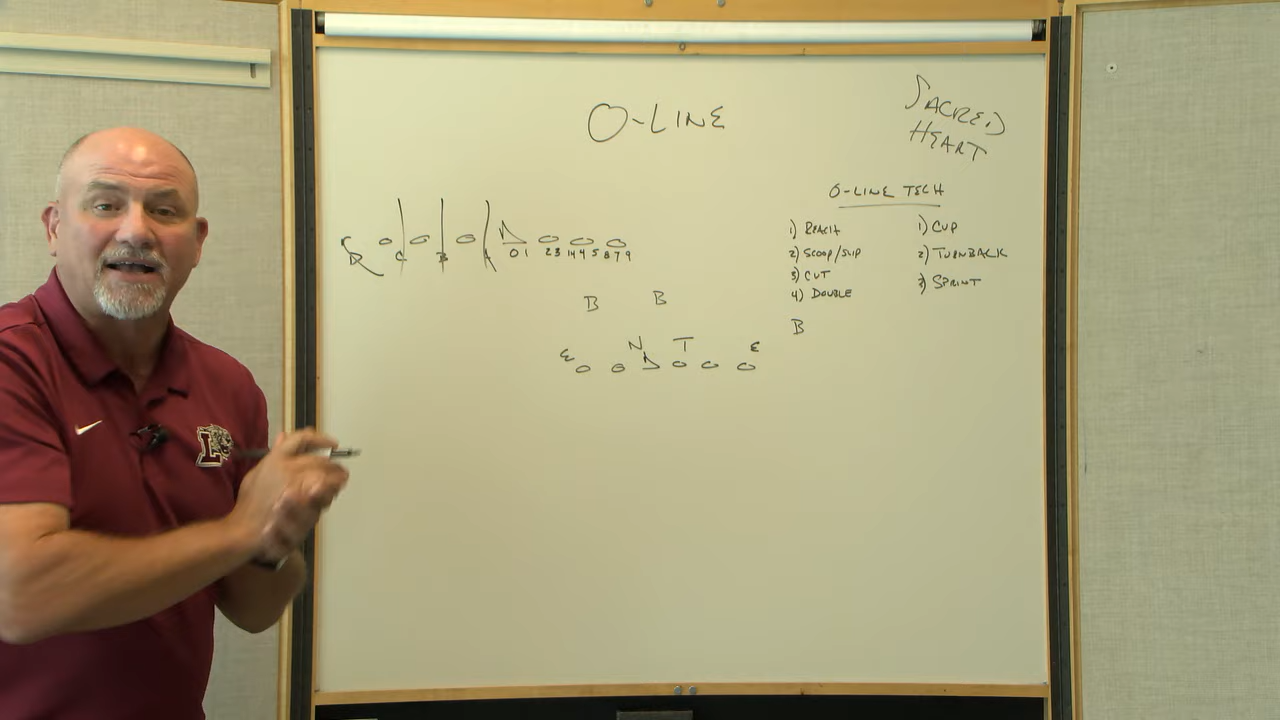 O-LINE
SACRED
HEART
O-LINE TECH
1) REACH
2) SCOOP/SLIP
3) CUT
4) DOUBLE
1) CUP
2) TURNBACK
3) SPRINT
C B A 0 1 2 3 4 5 8 7 9
B B B
E N T E
L